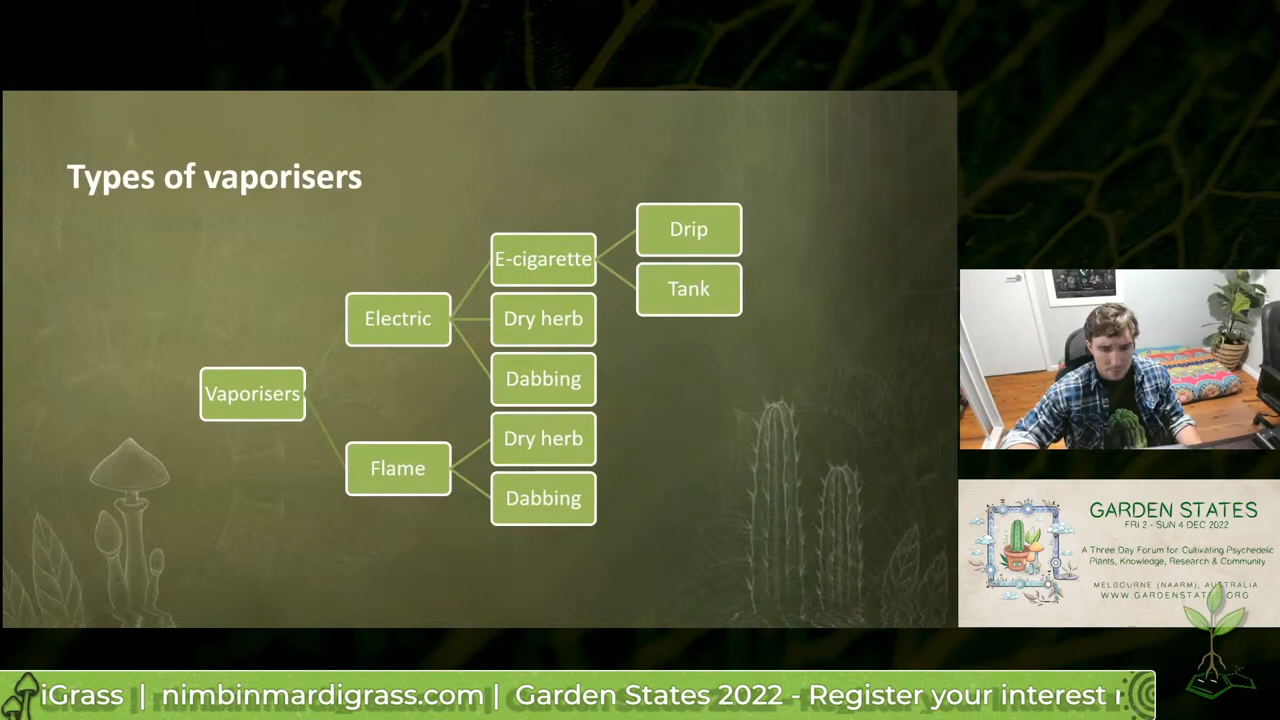 Types of vaporisers
Drip
E-cigarette
Tank
Electric
Dry herb
Dabbing
Vaporisers
Dry herb
Flame
Dabbing
GARDEN STATES
FRI 2 - SUN 4 DEC 2022
A Three Day Forum for Cultivating Psychedelic
Plants, Knowledge, Research & Community
MELBOURNE (NAARM), AUSTRALIA
WWW.GARDENSTATES.ORG
iGrass | nimbinmardigrass.com | Garden States 2022 - Register your interest